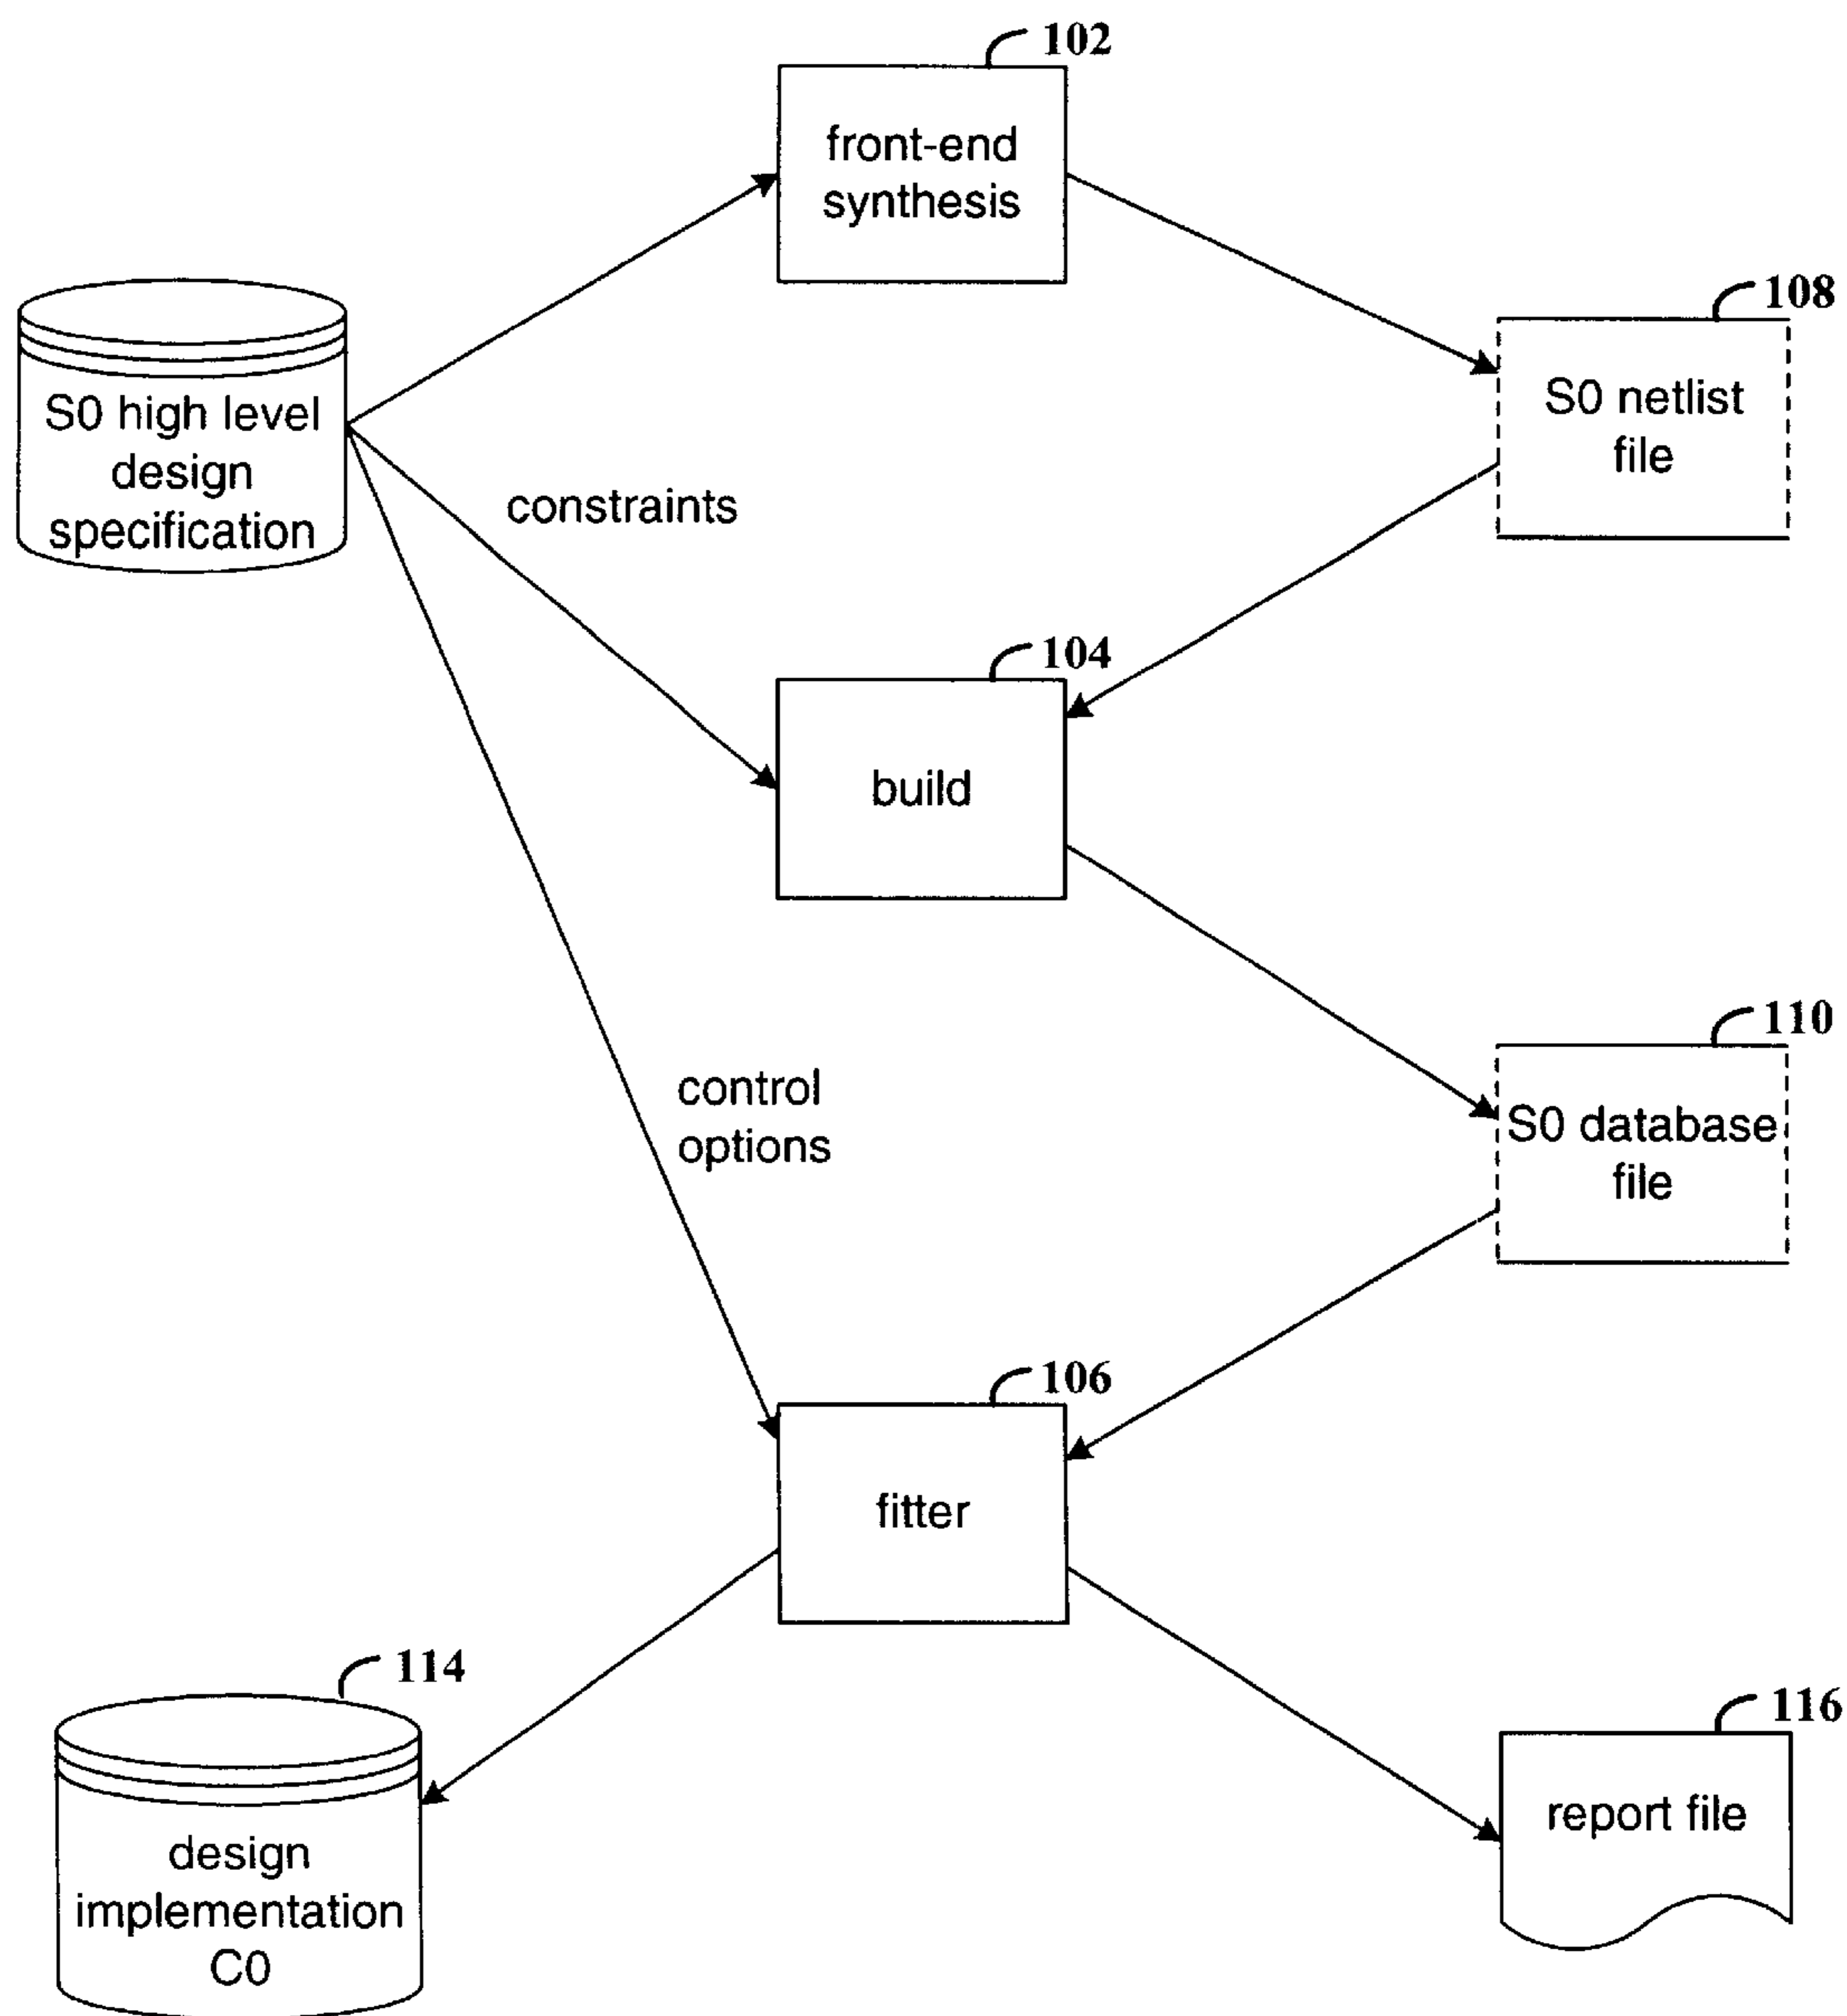 102
front-end
synthesis
108
S0 high level
design
specification
S0 netlist
file
constraints
104
build
110
control
options
S0 database
file
106
fitter
114
116
report file
design
implementation
C0